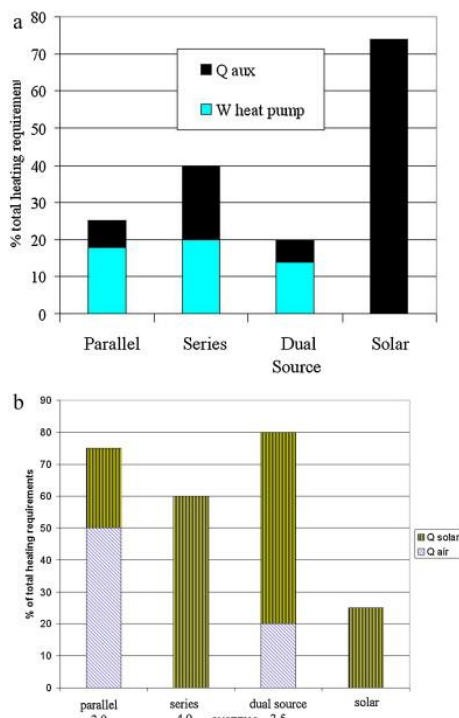 a
80
70
60
50
40
30
20
10
0
% total heating requirement
Q aux
W heat pump
Parallel Series Dual Source Solar
b
90
80
70
60
50
40
30
20
10
0
% of total heating requirements
Q solar
Q air
parallel series dual source solar